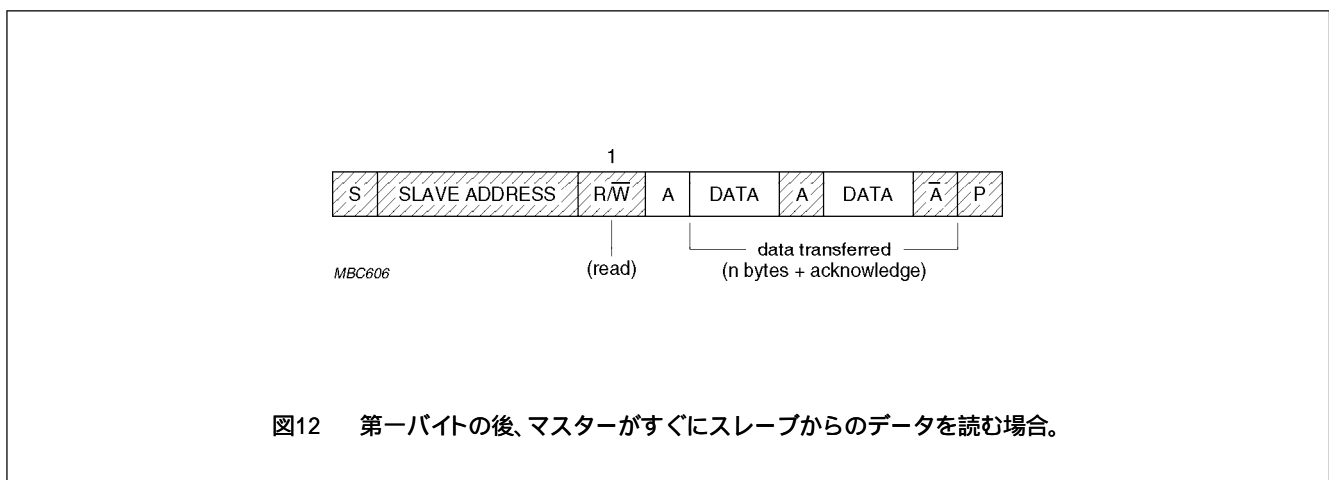 1
S SLAVE ADDRESS R/W̅ A DATA A DATA A̅ P
data transferred
(read) (n bytes + acknowledge)
MBC606
図12 第一バイトの後、マスターがすぐにスレーブからのデータを読む場合。